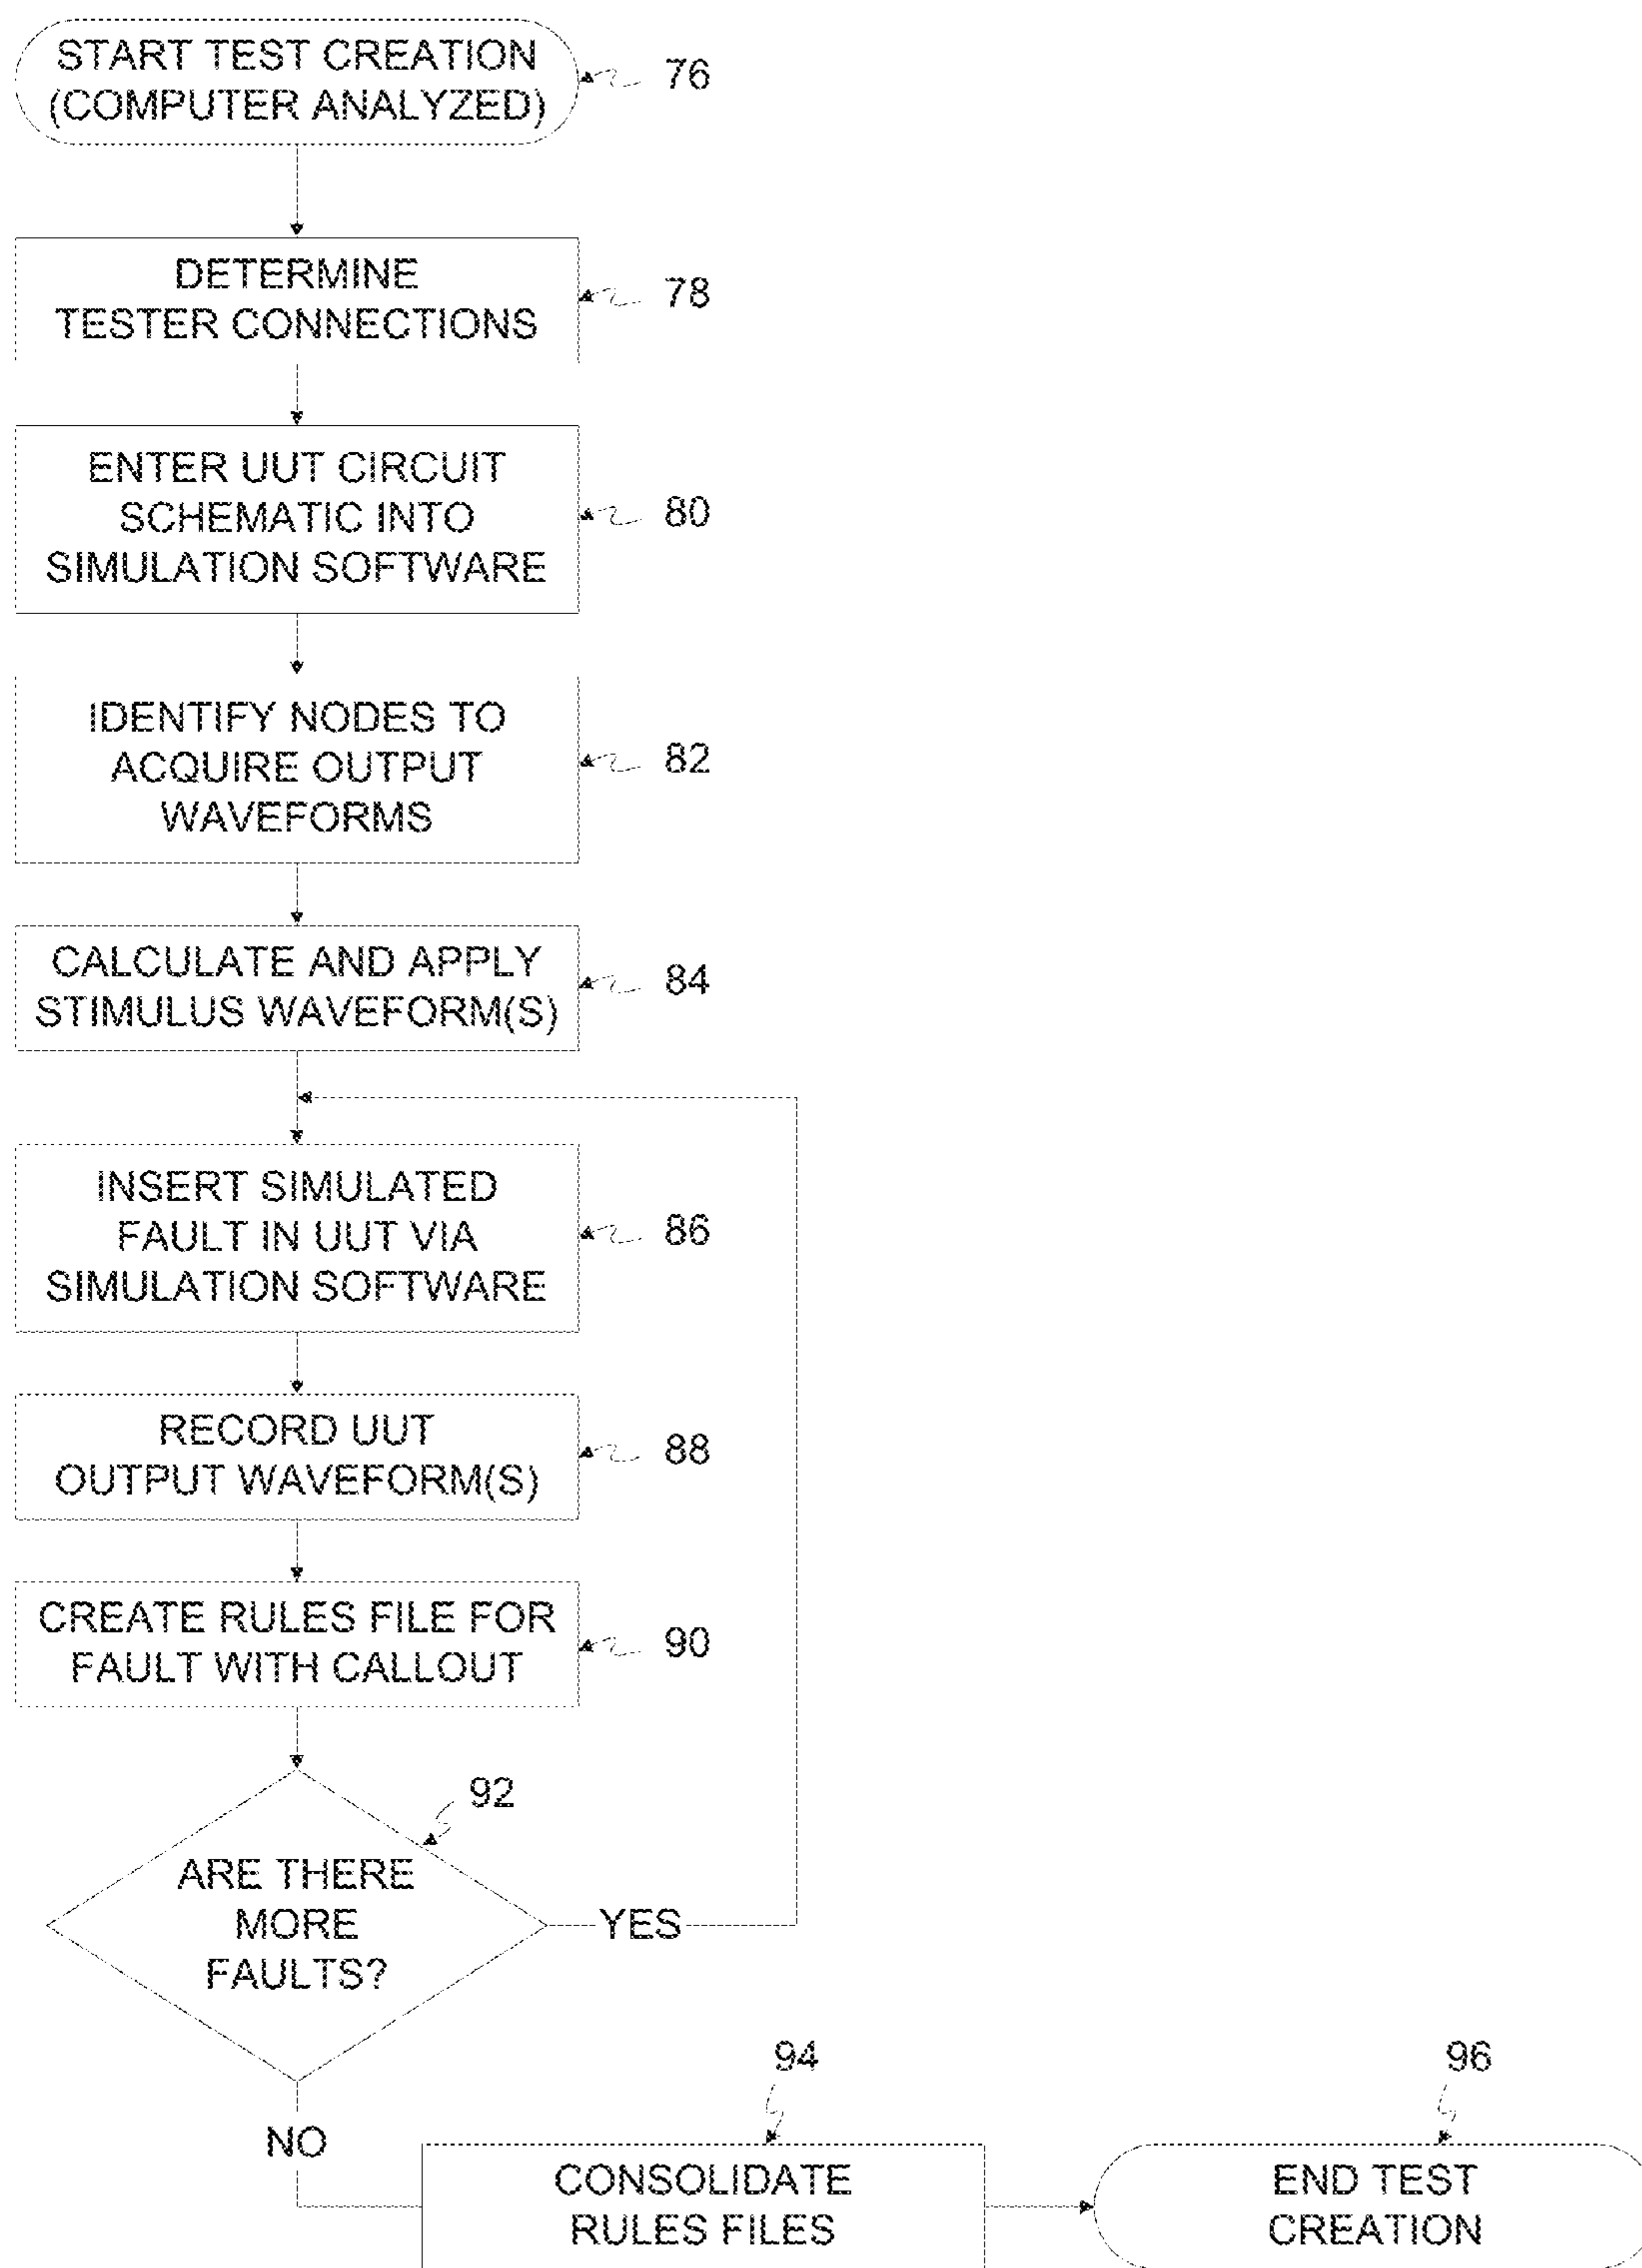 START TEST CREATION
(COMPUTER ANALYZED)
76
DETERMINE
TESTER CONNECTIONS
78
ENTER UUT CIRCUIT
SCHEMATIC INTO
SIMULATION SOFTWARE
80
IDENTIFY NODES TO
ACQUIRE OUTPUT
WAVEFORMS
82
CALCULATE AND APPLY
STIMULUS WAVEFORM(S)
84
INSERT SIMULATED
FAULT IN UUT VIA
SIMULATION SOFTWARE
86
RECORD UUT
OUTPUT WAVEFORM(S)
88
CREATE RULES FILE FOR
FAULT WITH CALLOUT
90
92
ARE THERE
MORE
FAULTS?
YES
NO
94
CONSOLIDATE
RULES FILES
96
END TEST
CREATION